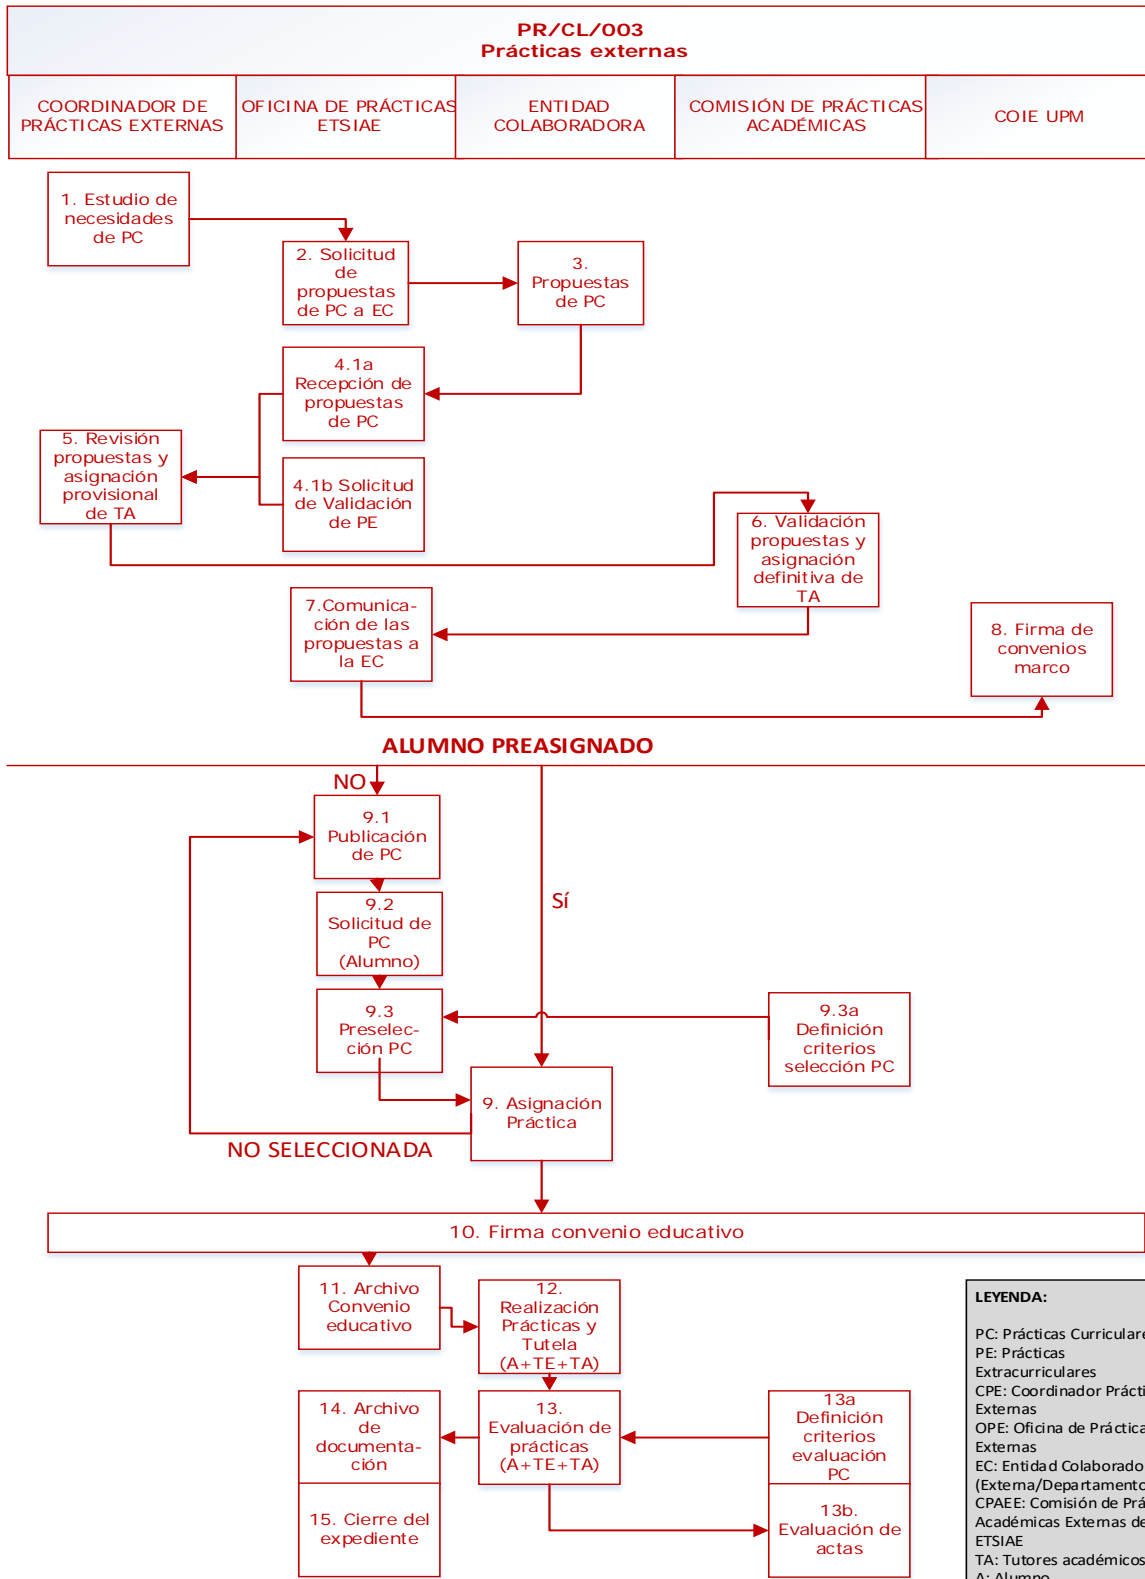 PR/CL/003
Prácticas externas
COORDINADOR DE
PRÁCTICAS EXTERNAS
OFICINA DE PRÁCTICAS
ETSIAE
ENTIDAD
COLABORADORA
COMISIÓN DE PRÁCTICAS
ACADÉMICAS
COIE UPM
1. Estudio de
necesidades
de PC
2. Solicitud
de
propuestas
de PC a EC
3.
Propuestas
de PC
4.1a
Recepción de
propuestas
de PC
5. Revisión
propuestas y
asignación
provisional
de TA
4.1b Solicitud
de Validación
de PE
6. Validación
propuestas y
asignación
definitiva de
TA
7.Comunica-
ción de las
propuestas a
la EC
8. Firma de
convenios
marco
ALUMNO PREASIGNADO
NO
9.1
Publicación
de PC
Sí
9.2
Solicitud de
PC
(Alumno)
9.3
Preselec-
ción PC
9.3a
Definición
criterios
selección PC
9. Asignación
Práctica
NO SELECCIONADA
10. Firma convenio educativo
11. Archivo
Convenio
educativo
12.
Realización
Prácticas y
Tutela
(A+TE+TA)
14. Archivo
de
documenta-
ción
13.
Evaluación de
prácticas
(A+TE+TA)
13a
Definición
criterios
evaluación
PC
15. Cierre del
expediente
13b.
Evaluación de
actas
LEYENDA:
PC: Prácticas Curriculare
PE: Prácticas
Extracurriculares
CPE: Coordinador Prácti
Externas
OPE: Oficina de Práctica
Externas
EC: Entidad Colaborado
(Externa/Departamento
CPAEE: Comisión de Prá
Académicas Externas de
ETSIAE
TA: Tutores académicos
A: Alumno